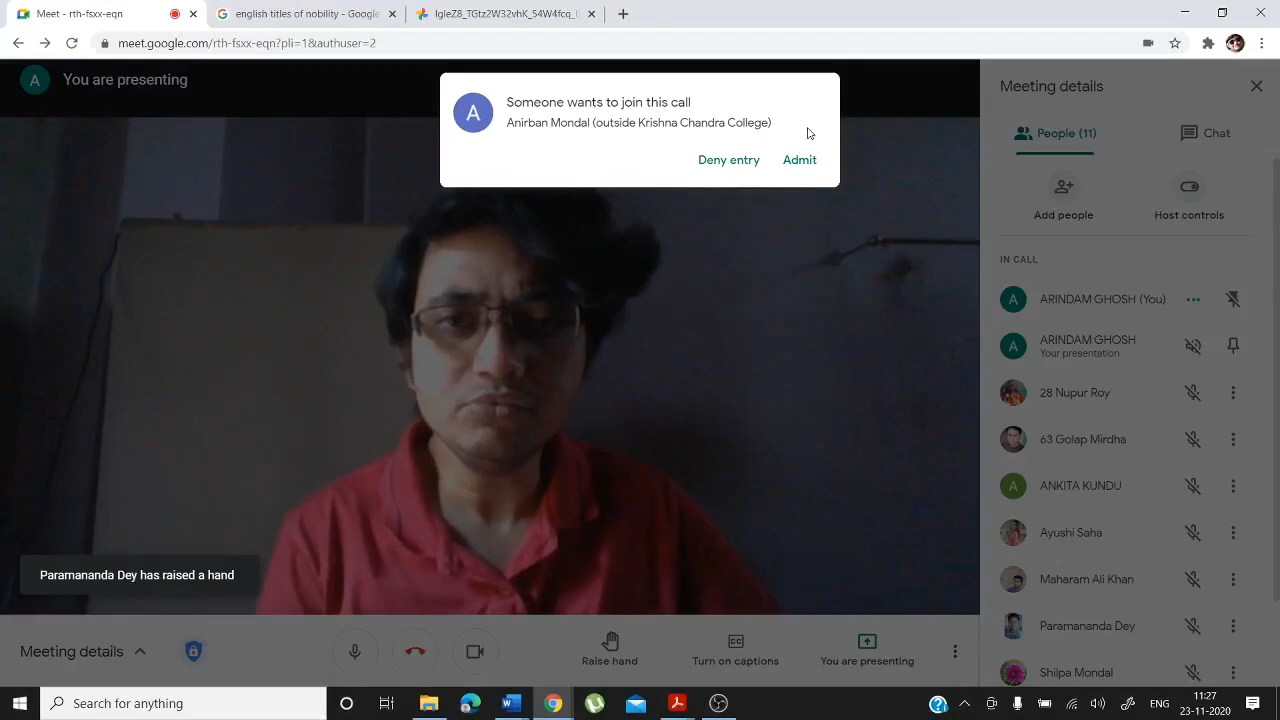 Meet - rth-fsxx-eqn
english titles of nobility - Google
meet.google.com/rth-fsxx-eqn?pli=1&authuser=2
A
You are presenting
A
Someone wants to join this call
Anirban Mondal (outside Krishna Chandra College)
Deny entry
Admit
Meeting details
People (11)
Chat
Add people
Host controls
IN CALL
A
ARINDAM GHOSH (You)
A
ARINDAM GHOSH
Your presentation
28 Nupur Roy
63 Golap Mirdha
A
ANKITA KUNDU
Ayushi Saha
Maharam Ali Khan
Paramananda Dey
Shilpa Mondal
Paramananda Dey has raised a hand
Meeting details
Raise hand
CC
Turn on captions
You are presenting
Search for anything
ENG
11:27
23-11-2020